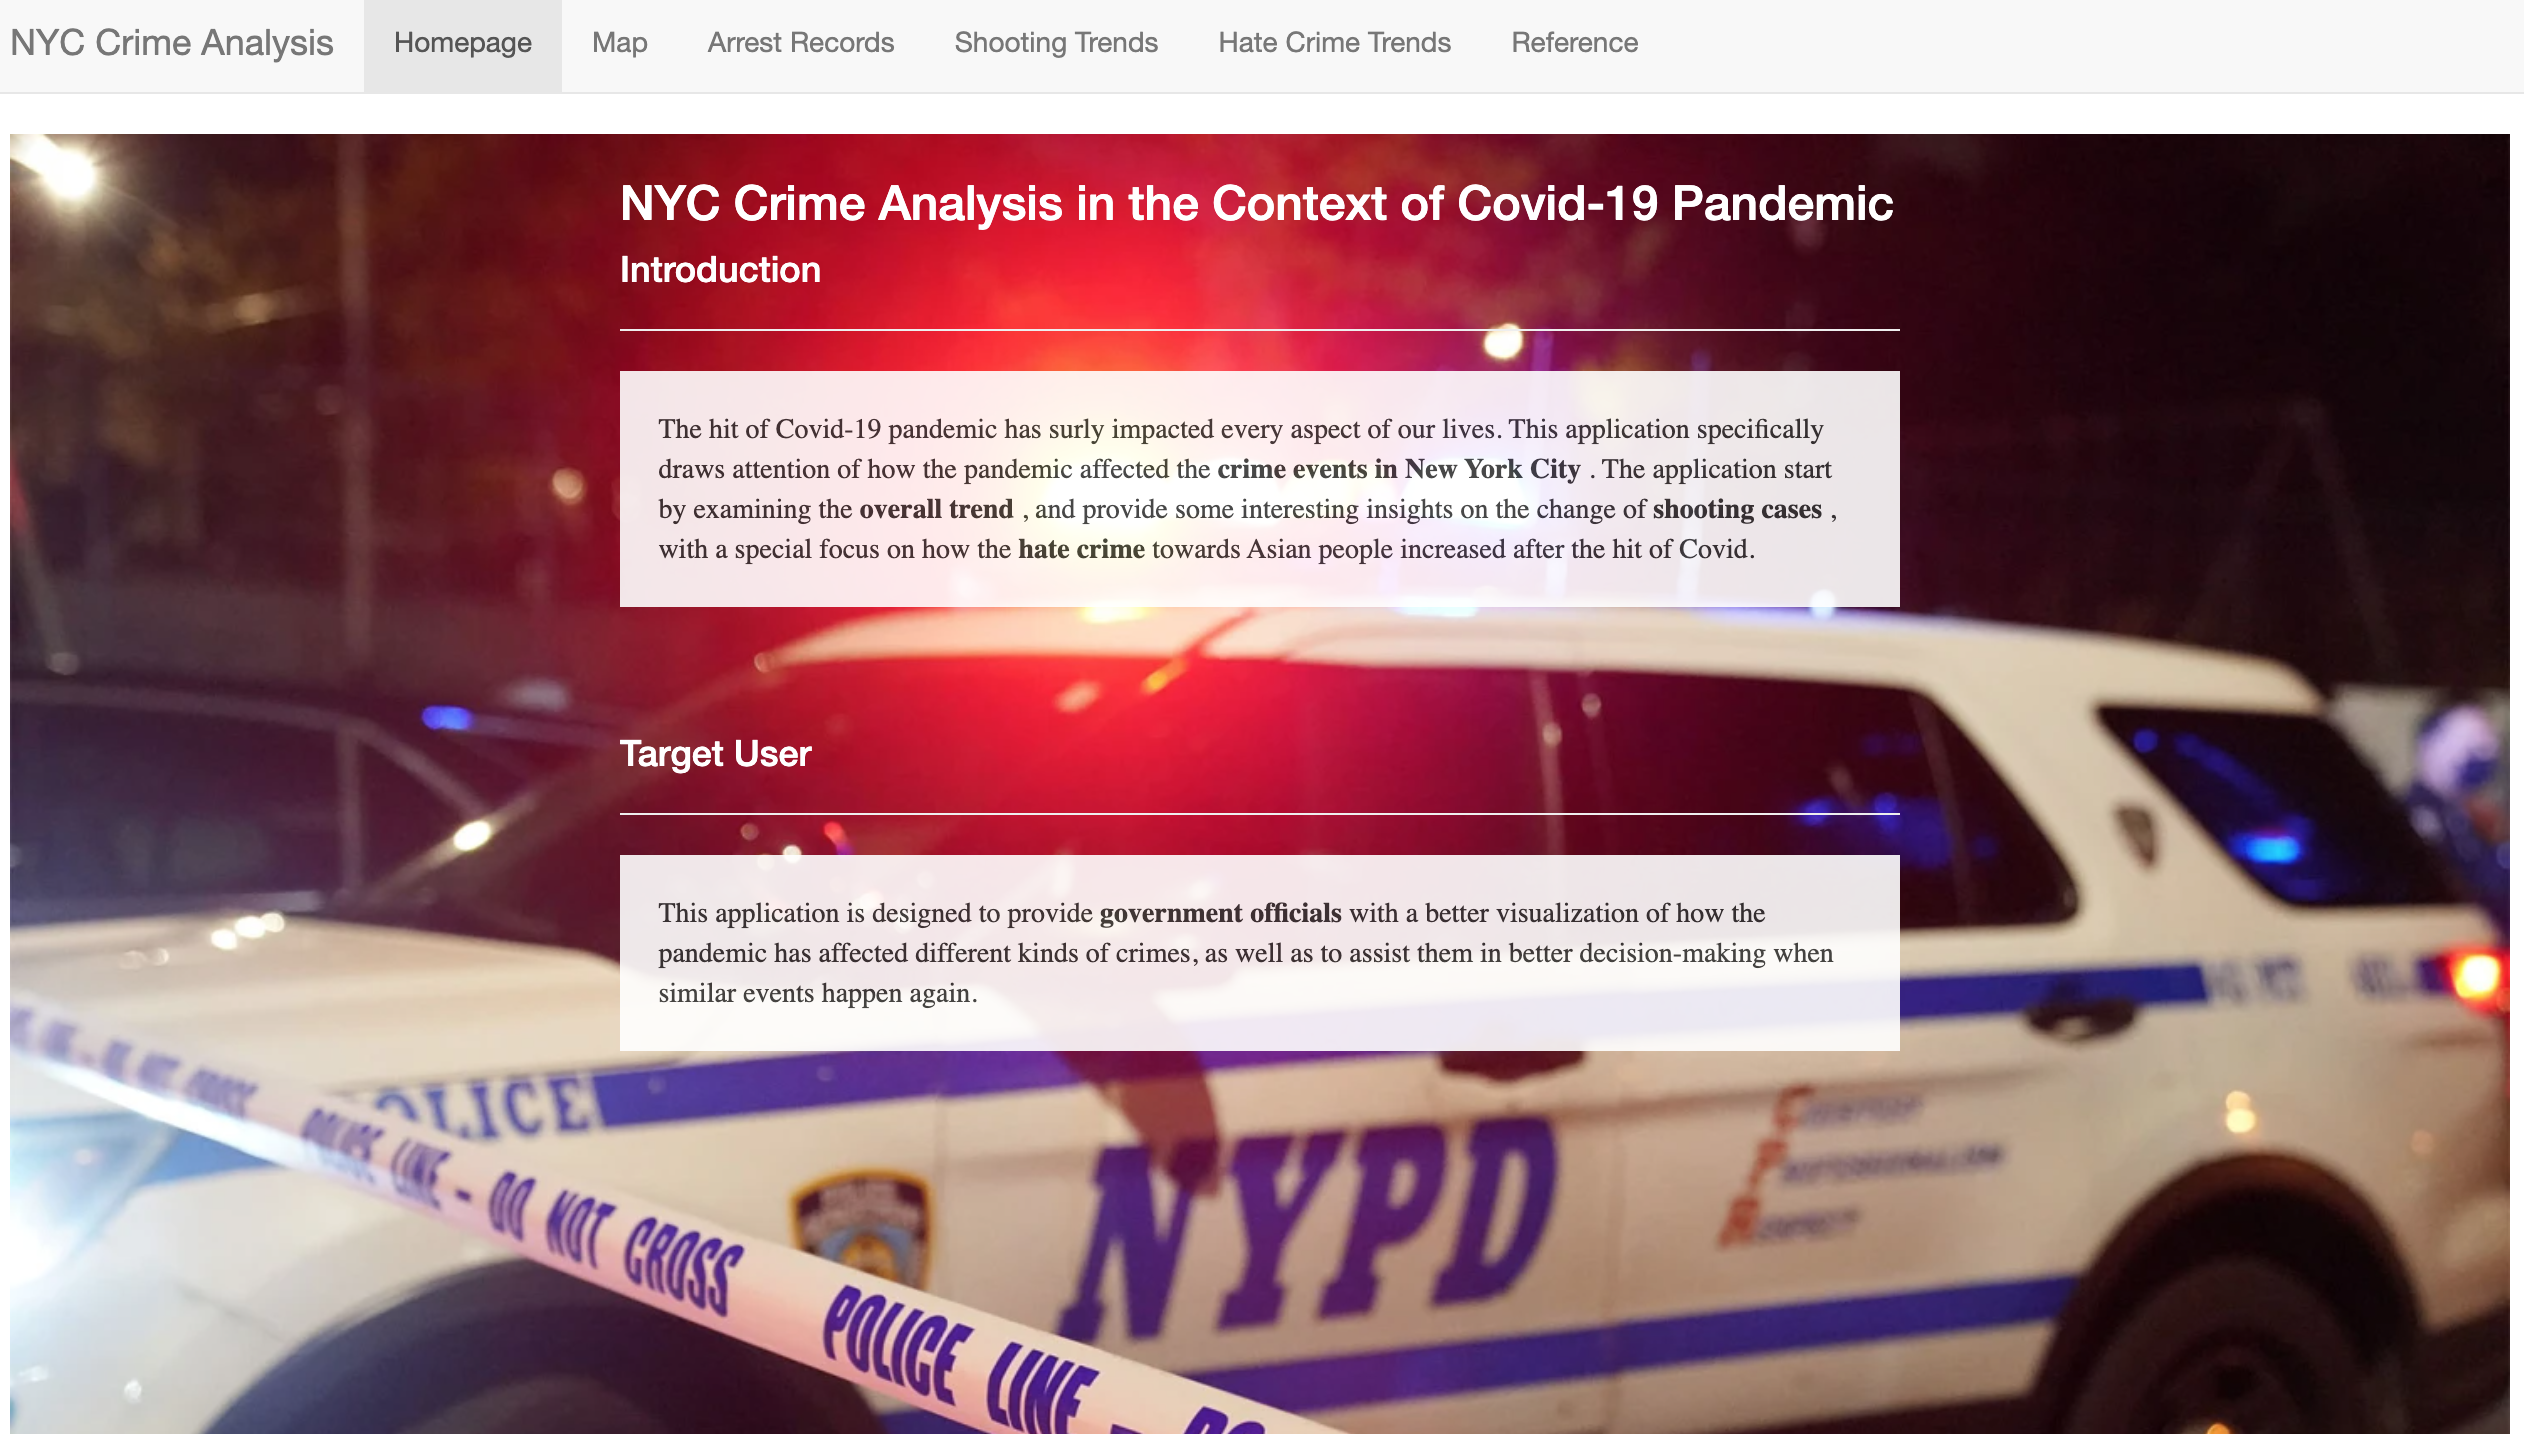 NYC Crime Analysis Homepage Map Arrest Records Shooting Trends Hate Crime Trends Reference
NYC Crime Analysis in the Context of Covid-19 Pandemic
Introduction
The hit of Covid-19 pandemic has surly impacted every aspect of our lives. This application specifically
draws attention of how the pandemic affected the crime events in New York City . The application start
by examining the overall trend , and provide some interesting insights on the change of shooting cases ,
with a special focus on how the hate crime towards Asian people increased after the hit of Covid.
Target User
This application is designed to provide government officials with a better visualization of how the
pandemic has affected different kinds of crimes, as well as to assist them in better decision-making when
similar events happen again.
OLICE
NYPD
POLICE LINE - DO NOT CROSS POLICE LINE -